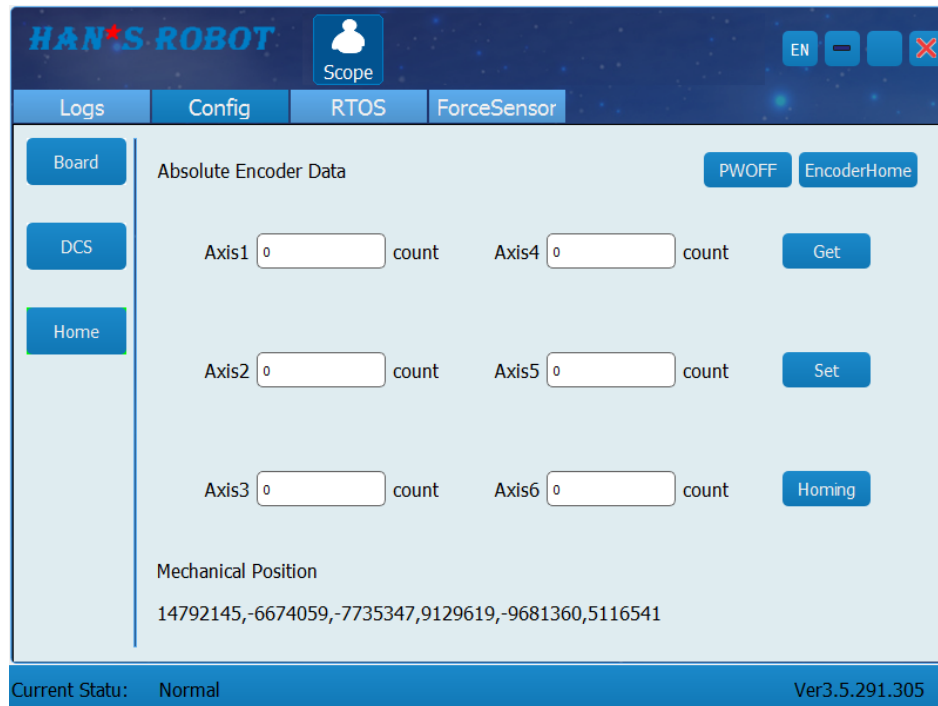 HAN*S ROBOT
Scope
EN
Logs Config RTOS ForceSensor
Board
DCS
Home
Absolute Encoder Data PWOFF EncoderHome
Axis1 0 count Axis4 0 count Get
Axis2 0 count Axis5 0 count Set
Axis3 0 count Axis6 0 count Homing
Mechanical Position
14792145,-6674059,-7735347,9129619,-9681360,5116541
Current Statu: Normal Ver3.5.291.305